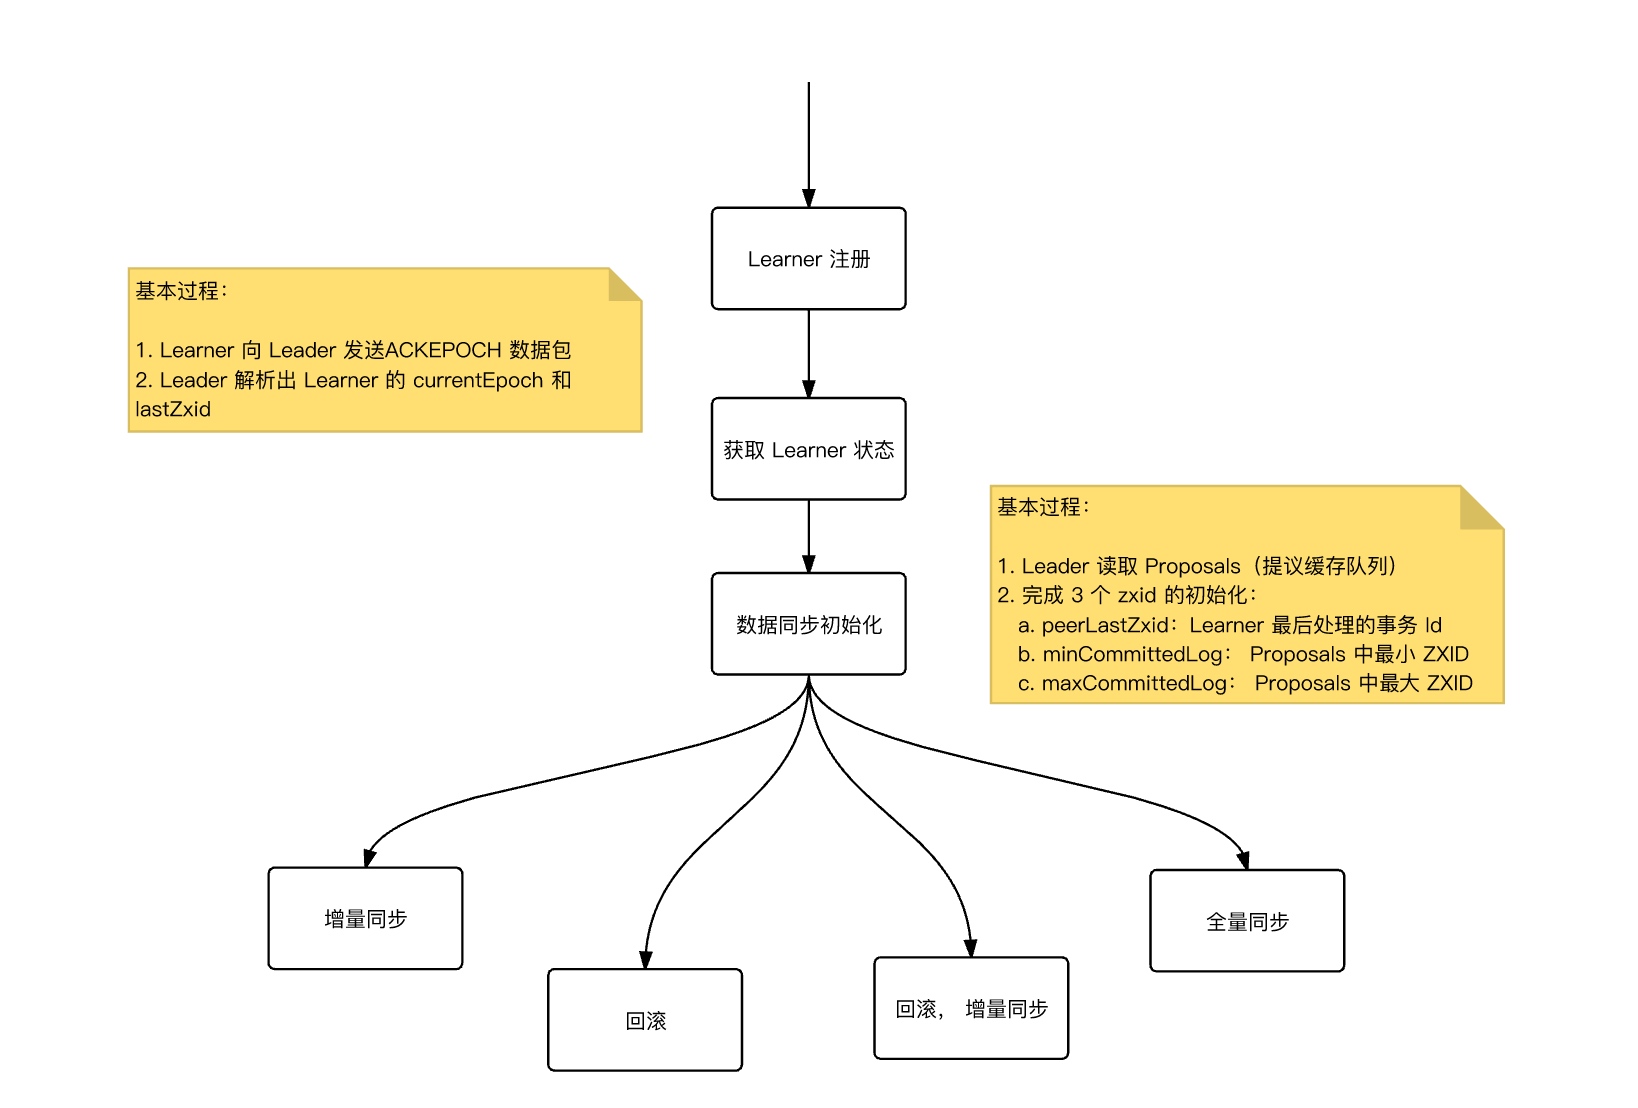 Learner 注册
基本过程：
1. Learner 向 Leader 发送ACKEPOCH 数据包
2. Leader 解析出 Learner 的 currentEpoch 和
lastZxid
获取 Learner 状态
基本过程：
1. Leader 读取 Proposals（提议缓存队列）
2. 完成 3 个 zxid 的初始化：
a. peerLastZxid：Learner 最后处理的事务 Id
b. minCommittedLog： Proposals 中最小 ZXID
c. maxCommittedLog： Proposals 中最大 ZXID
数据同步初始化
增量同步
回滚
回滚， 增量同步
全量同步